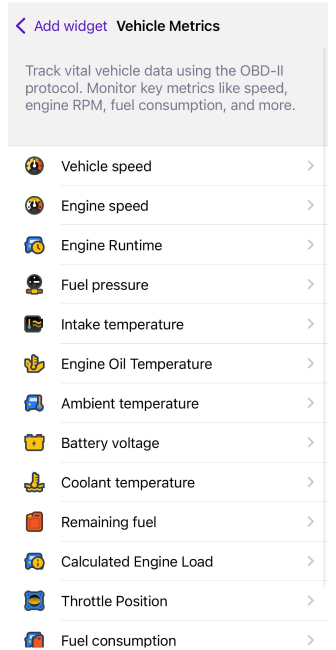 Add widget Vehicle Metrics
Track vital vehicle data using the OBD-II
protocol. Monitor key metrics like speed,
engine RPM, fuel consumption, and more.
Vehicle speed
Engine speed
Engine Runtime
Fuel pressure
Intake temperature
Engine Oil Temperature
Ambient temperature
Battery voltage
Coolant temperature
Remaining fuel
Calculated Engine Load
Throttle Position
Fuel consumption